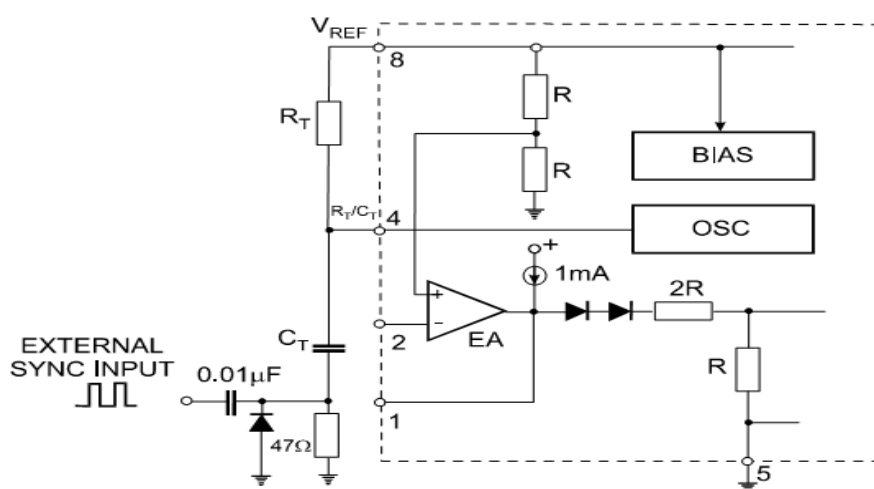 V_REF
8
R_T
R
R
BIAS
R_T/C_T
4
OSC
+
1mA
+
−
EA
2R
2
C_T
EXTERNAL
SYNC INPUT
0.01µF
R
1
47Ω
5